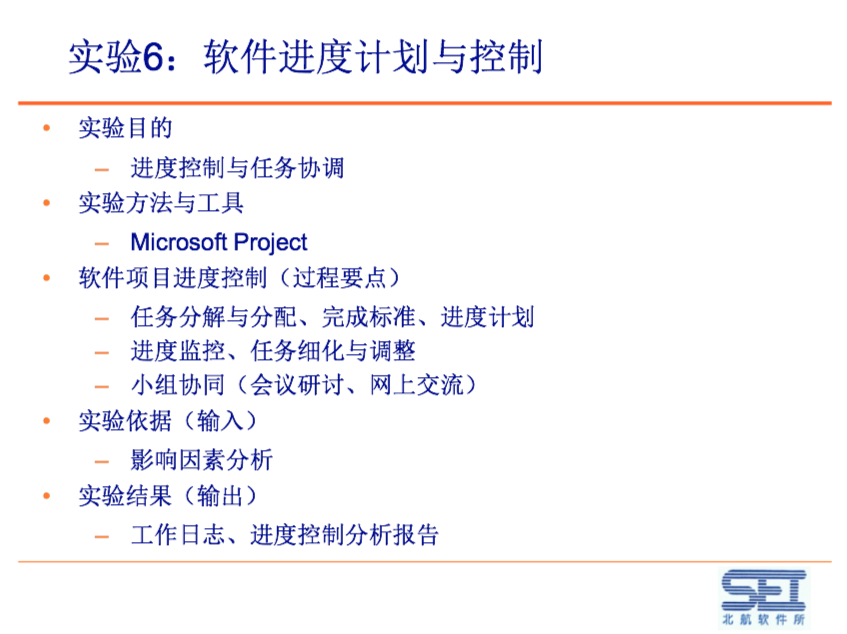 实验6：软件进度计划与控制
• 实验目的
– 进度控制与任务协调
• 实验方法与工具
– Microsoft Project
• 软件项目进度控制（过程要点）
– 任务分解与分配、完成标准、进度计划
– 进度监控、任务细化与调整
– 小组协同（会议研讨、网上交流）
• 实验依据（输入）
– 影响因素分析
• 实验结果（输出）
– 工作日志、进度控制分析报告
SEI
北航软件所